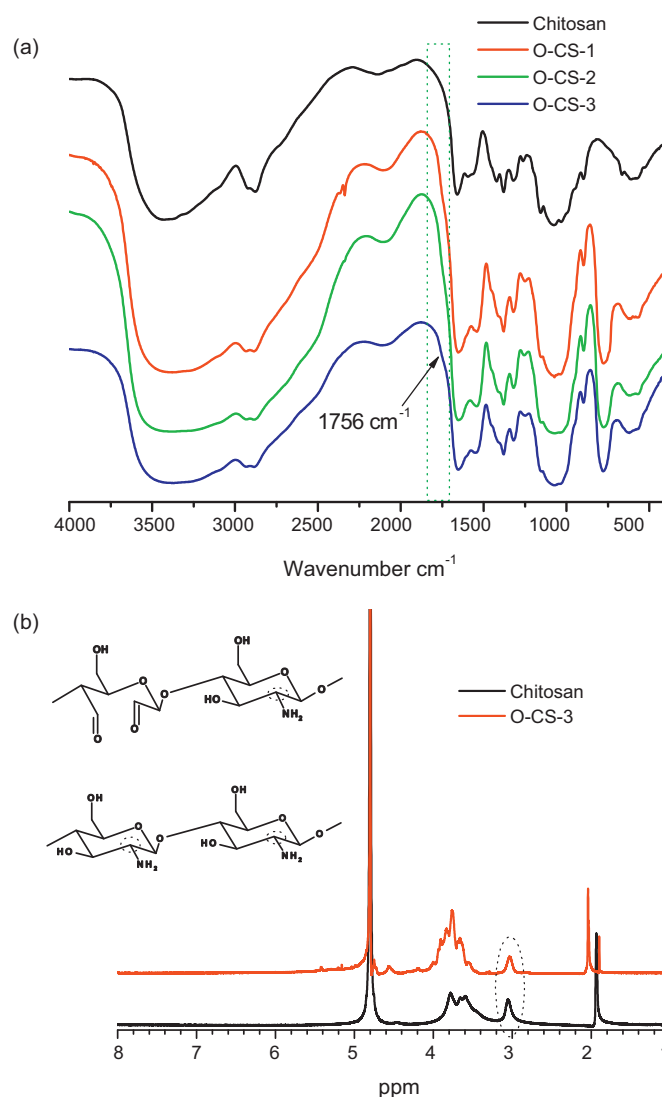 (a)
Chitosan
O-CS-1
O-CS-2
O-CS-3
1756 cm⁻¹
4000 3500 3000 2500 2000 1500 1000 500
Wavenumber cm⁻¹
(b)
OH OH
O O
O O
O HO NH₂
O
OH OH
O O
O O
HO NH₂ HO NH₂
Chitosan
O-CS-3
8 7 6 5 4 3 2 1
ppm